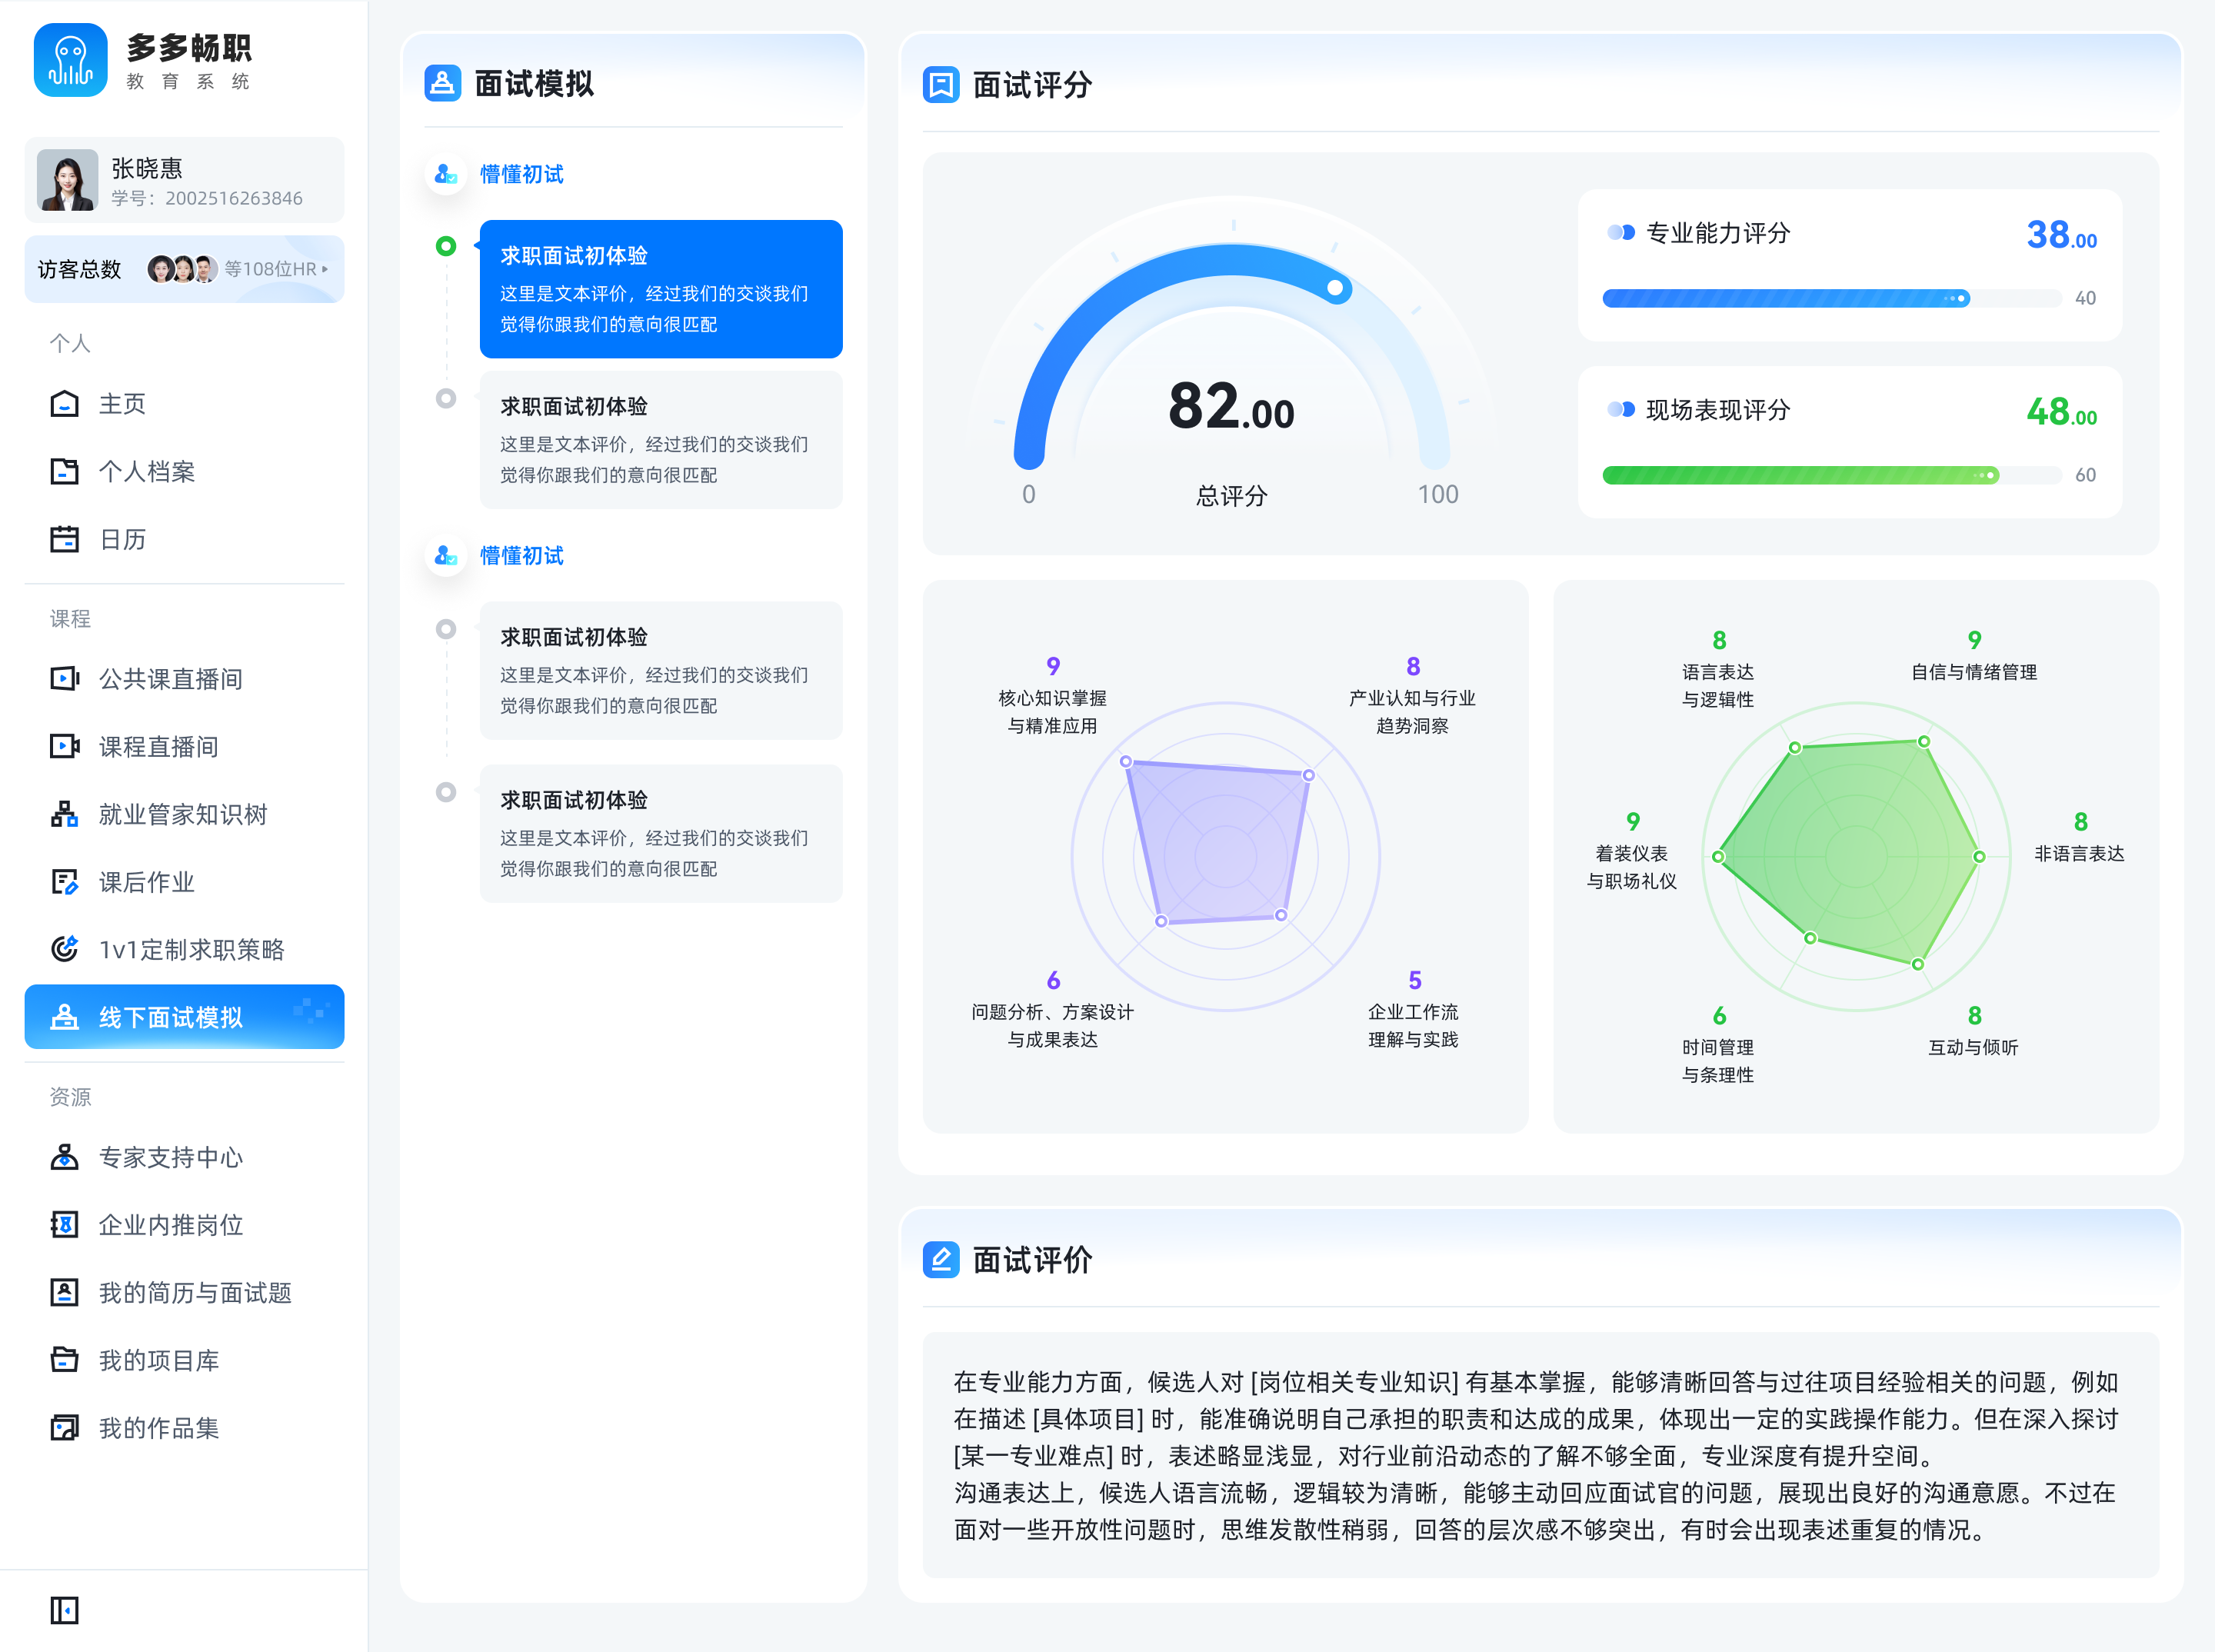 多多畅职
教育系统
张晓惠
学号：2002516263846
访客总数
等108位HR
个人
主页
个人档案
日历
课程
公共课直播间
课程直播间
就业管家知识树
课后作业
1v1定制求职策略
线下面试模拟
资源
专家支持中心
企业内推岗位
我的简历与面试题
我的项目库
我的作品集
面试模拟
懵懂初试
求职面试初体验
这里是文本评价，经过我们的交谈我们
觉得你跟我们的意向很匹配
求职面试初体验
这里是文本评价，经过我们的交谈我们
觉得你跟我们的意向很匹配
懵懂初试
求职面试初体验
这里是文本评价，经过我们的交谈我们
觉得你跟我们的意向很匹配
求职面试初体验
这里是文本评价，经过我们的交谈我们
觉得你跟我们的意向很匹配
面试评分
82.00
0
总评分
100
专业能力评分
38.00
40
现场表现评分
48.00
60
9
核心知识掌握
与精准应用
8
产业认知与行业
趋势洞察
6
问题分析、方案设计
与成果表达
5
企业工作流
理解与实践
8
语言表达
与逻辑性
9
自信与情绪管理
9
着装仪表
与职场礼仪
8
非语言表达
6
时间管理
与条理性
8
互动与倾听
面试评价
在专业能力方面，候选人对 [岗位相关专业知识] 有基本掌握，能够清晰回答与过往项目经验相关的问题，例如
在描述 [具体项目] 时，能准确说明自己承担的职责和达成的成果，体现出一定的实践操作能力。但在深入探讨
[某一专业难点] 时，表述略显浅显，对行业前沿动态的了解不够全面，专业深度有提升空间。
沟通表达上，候选人语言流畅，逻辑较为清晰，能够主动回应面试官的问题，展现出良好的沟通意愿。不过在
面对一些开放性问题时，思维发散性稍弱，回答的层次感不够突出，有时会出现表述重复的情况。